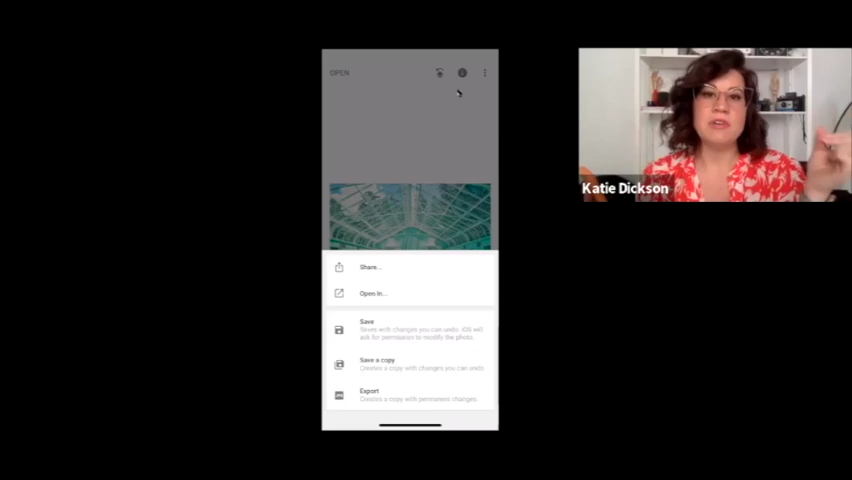 OPEN
Share...
Open in...
Save
Saves with changes you can undo. iOS will
ask for permission to modify the photo.
Save a copy
Creates a copy with changes you can undo.
Export
Creates a copy with permanent changes.
Katie Dickson